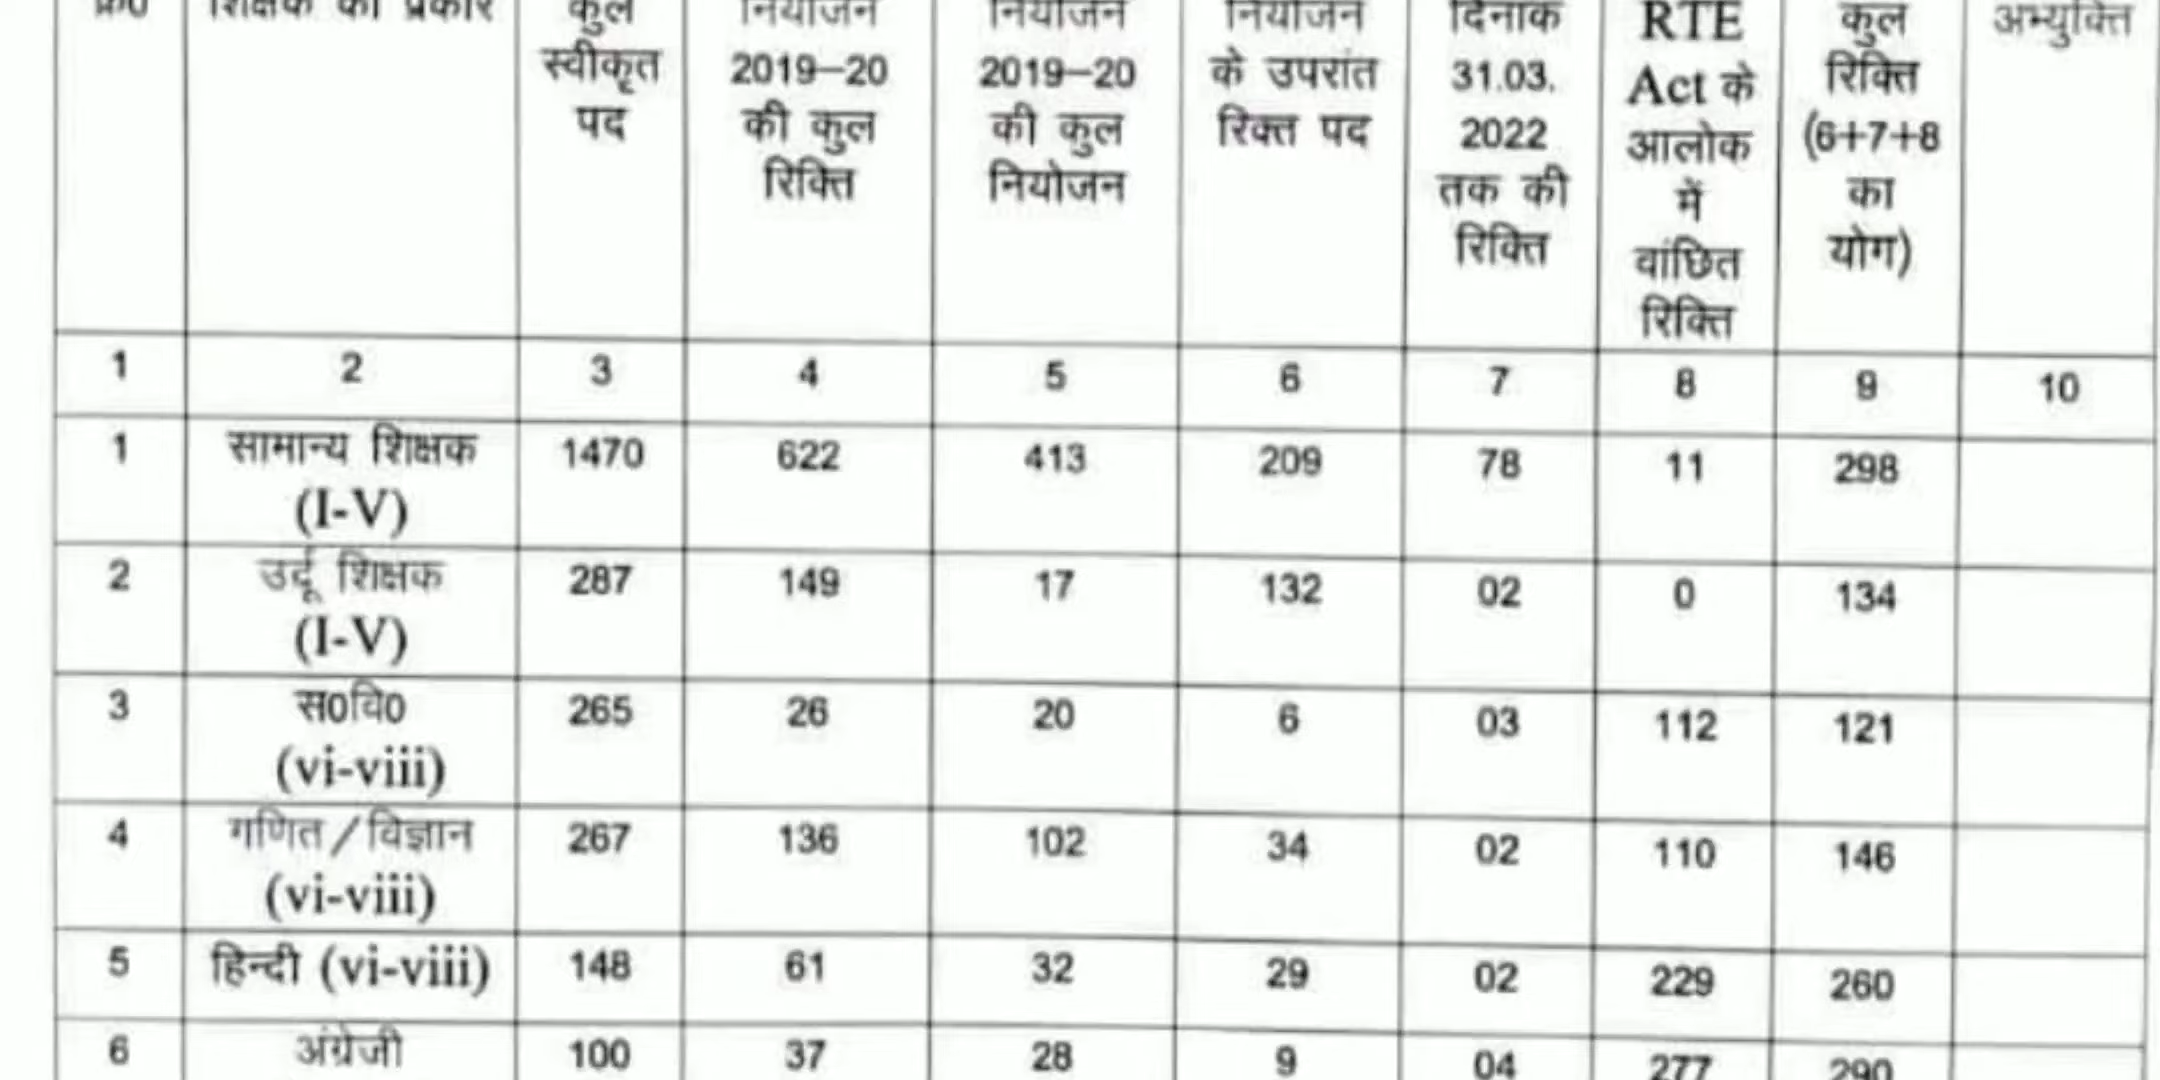 क्र0 शिक्षक का प्रकार कुल स्वीकृत पद नियोजन 2019–20 की कुल रिक्ति नियोजन 2019–20 की कुल नियोजन नियोजन के उपरांत रिक्त पद दिनांक 31.03.2022 तक की रिक्ति RTE Act के आलोक में वांछित रिक्ति कुल रिक्ति (6+7+8 का योग) अभ्युक्ति
1 2 3 4 5 6 7 8 9 10
1 सामान्य शिक्षक 1470 622 413 209 78 11 298
(I-V)
2 उर्दू शिक्षक 287 149 17 132 02 0 134
(I-V)
3 स0वि0 265 26 20 6 03 112 121
(vi-viii)
4 गणित/विज्ञान 267 136 102 34 02 110 146
(vi-viii)
5 हिन्दी (vi-viii) 148 61 32 29 02 229 260
6 अंग्रेजी 100 37 28 9 04 277 290